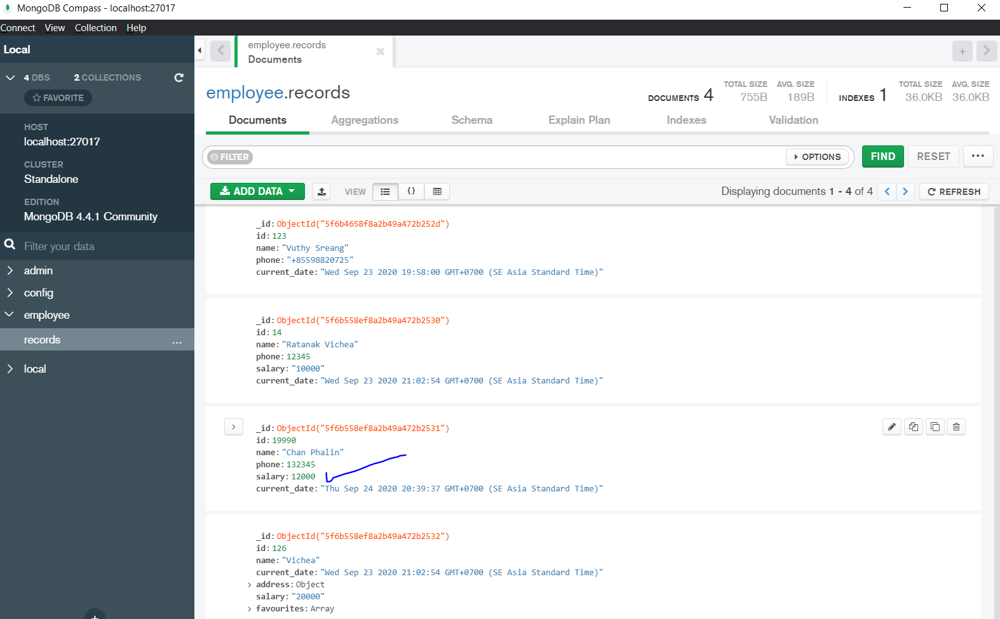 MongoDB Compass - localhost:27017
Connect View Collection Help
Local
4 DBS 2 COLLECTIONS
FAVORITE
HOST
localhost:27017
CLUSTER
Standalone
EDITION
MongoDB 4.4.1 Community
Filter your data
admin
config
employee
records ...
local
employee.records
Documents
employee.records
DOCUMENTS 4 TOTAL SIZE 755B AVG. SIZE 189B INDEXES 1 TOTAL SIZE 36.0KB AVG. SIZE 36.0KB
Documents Aggregations Schema Explain Plan Indexes Validation
FILTER OPTIONS FIND RESET ...
ADD DATA VIEW {} Displaying documents 1 - 4 of 4 REFRESH
_id: ObjectId("5f6b4658f8a2b49a472b252d")
id: 123
name: "Vuthy Sreang"
phone: "+85598820725"
current_date: "Wed Sep 23 2020 19:58:00 GMT+0700 (SE Asia Standard Time)"
_id: ObjectId("5f6b558ef8a2b49a472b2530")
id: 14
name: "Ratanak Vichea"
phone: 12345
salary: "10000"
current_date: "Wed Sep 23 2020 21:02:54 GMT+0700 (SE Asia Standard Time)"
_id: ObjectId("5f6b558ef8a2b49a472b2531")
id: 19990
name: "Chan Phalin"
phone: 132345
salary: 12000
current_date: "Thu Sep 24 2020 20:39:37 GMT+0700 (SE Asia Standard Time)"
_id: ObjectId("5f6b558ef8a2b49a472b2532")
id: 126
name: "Vichea"
current_date: "Wed Sep 23 2020 21:02:54 GMT+0700 (SE Asia Standard Time)"
> address: Object
salary: "20000"
> favourites: Array